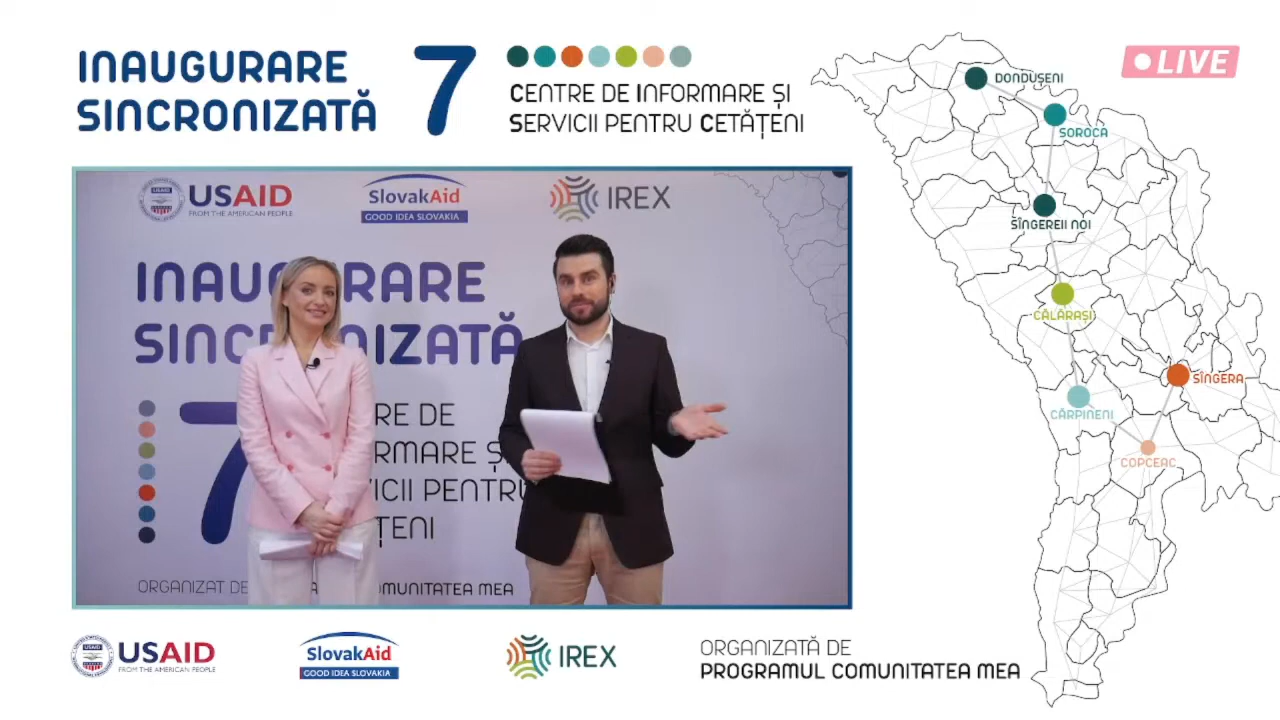 INAUGURARE
SINCRONIZATĂ
7
CENTRE DE INFORMARE ȘI
SERVICII PENTRU CETĂȚENI
LIVE
DONDUȘENI
SOROCA
SÎNGEREII NOI
CĂLĂRAȘI
SÎNGERA
CĂRPINENI
COPCEAC
USAID
FROM THE AMERICAN PEOPLE
SlovakAid
GOOD IDEA SLOVAKIA
IREX
INAU RARE
SINC NIZATĂ
7
RE DE
RMARE Ș
VICII PENTRU
ȚENI
ORGANIZAT DE
A
OMUNITATEA MEA
USAID
FROM THE AMERICAN PEOPLE
SlovakAid
GOOD IDEA SLOVAKIA
IREX
ORGANIZATĂ DE
PROGRAMUL COMUNITATEA MEA